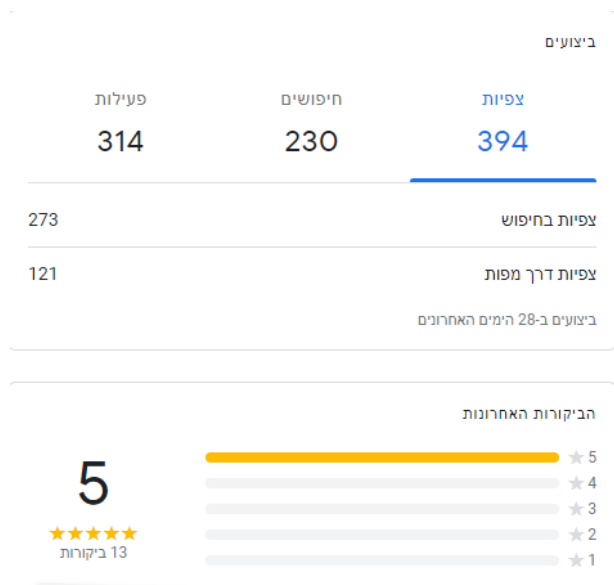 ביצועים
צפיות חיפושים פעילות
394 230 314
צפיות בחיפוש 273
צפיות דרך מפות 121
ביצועים ב-28 הימים האחרונים
הביקורות האחרונות
5
4
3
2
1
5
13 ביקורות